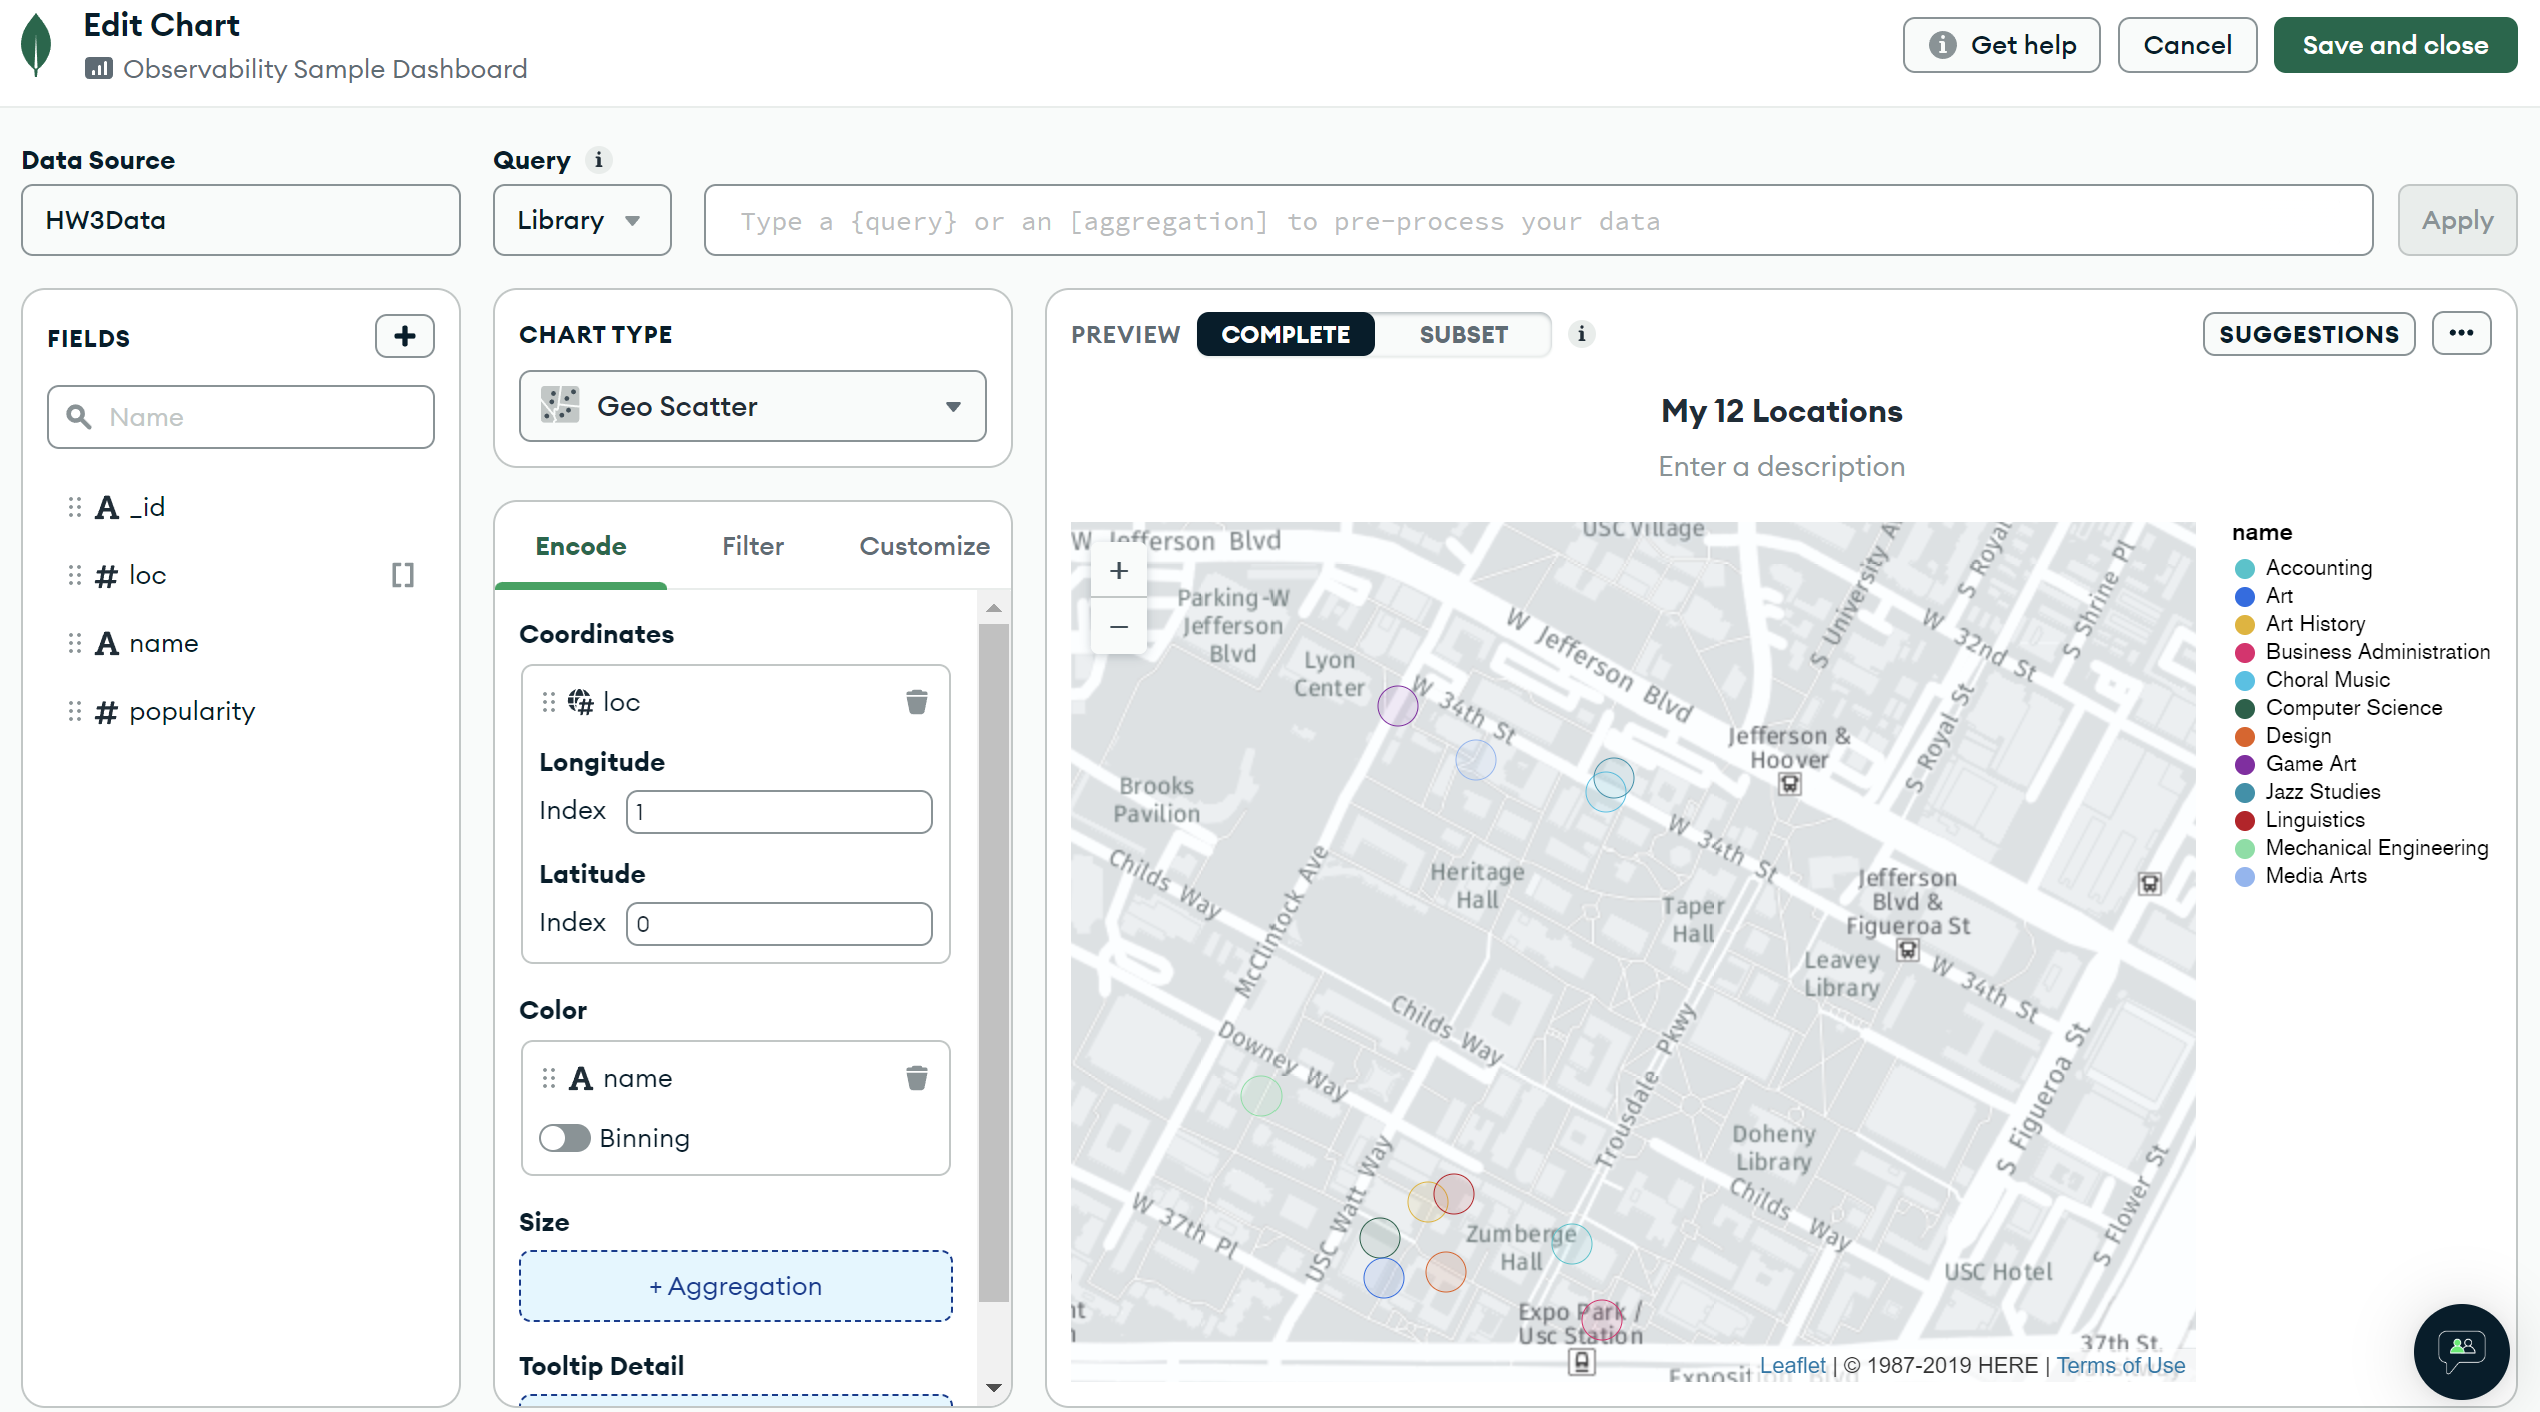 Edit Chart
Observability Sample Dashboard
Get help
Cancel
Save and close
Data Source
HW3Data
Query
Library
Type a {query} or an [aggregation] to pre-process your data
Apply
FIELDS
Name
_id
loc
name
popularity
CHART TYPE
Geo Scatter
Encode
Filter
Customize
Coordinates
loc
Longitude
Index 1
Latitude
Index 0
Color
name
Binning
Size
+ Aggregation
Tooltip Detail
PREVIEW
COMPLETE
SUBSET
SUGGESTIONS
My 12 Locations
Enter a description
W Jefferson Blvd
USC Village
Parking-W
Jefferson
Blvd
Lyon
Center
W 34th St
W Jefferson Blvd
S University A
S Royal
S Shrine Pl
W 32nd St
S Royal St
Jefferson &
Hoover
Brooks
Pavilion
Childs Way
McClintock Ave
Heritage
Hall
W 34th St
Taper
Hall
Jefferson
Blvd &
Figueroa St
Leavey
Library
W 34th St
Childs Way
Downey Way
Trousdale Pkwy
S Figueroa St
Doheny
Library
Childs Way
S Flower St
W 37th Pl
USC Watt Way
Zumberge
Hall
USC Hotel
Expo Park /
Usc Station
37th St.
Leaflet | © 1987-2019 HERE | Terms of Use
name
Accounting
Art
Art History
Business Administration
Choral Music
Computer Science
Design
Game Art
Jazz Studies
Linguistics
Mechanical Engineering
Media Arts